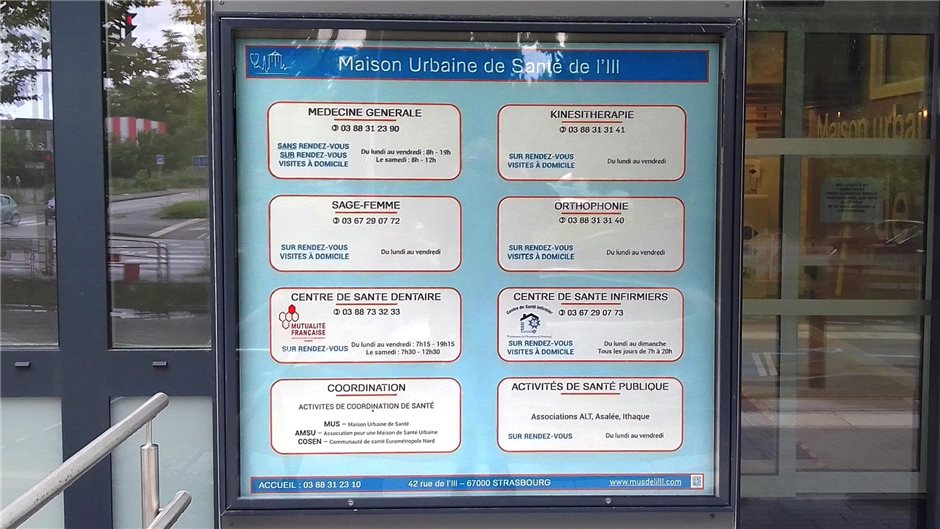 Maison Urbaine de Santé de l'Ill
MEDECINE GENERALE
03 88 31 23 90
SANS RENDEZ-VOUS
SUR RENDEZ-VOUS
VISITES À DOMICILE
Du lundi au vendredi : 8h - 19h
Le samedi : 8h - 12h
KINESITHERAPIE
03 88 31 31 41
SUR RENDEZ-VOUS
VISITES À DOMICILE
Du lundi au vendredi
SAGE-FEMME
03 67 29 07 72
SUR RENDEZ-VOUS
VISITES À DOMICILE
Du lundi au vendredi
ORTHOPHONIE
03 88 31 31 40
SUR RENDEZ-VOUS
VISITES À DOMICILE
Du lundi au vendredi
CENTRE DE SANTE DENTAIRE
03 88 73 32 33
MUTUALITÉ
FRANÇAISE
SUR RENDEZ-VOUS
Du lundi au vendredi : 7h15 - 19h15
Le samedi : 7h30 - 12h30
CENTRE DE SANTE INFIRMIERS
03 67 29 07 73
Centre de Santé Infirmier
SUR RENDEZ-VOUS
VISITES À DOMICILE
Du lundi au dimanche
Tous les jours de 7h à 20h
COORDINATION
ACTIVITES DE COORDINATION DE SANTÉ
MUS – Maison Urbaine de Santé
AMSU – Association pour une Maison de Santé Urbaine
COSEN – Communauté de santé Eurométropole Nord
ACTIVITÉS DE SANTÉ PUBLIQUE
Associations ALT, Asalée, Ithaque
SUR RENDEZ-VOUS
Du lundi au vendredi
ACCUEIL : 03 88 31 23 10
42 rue de l'Ill – 67000 STRASBOURG
www.musdelill.com
Maison urbai